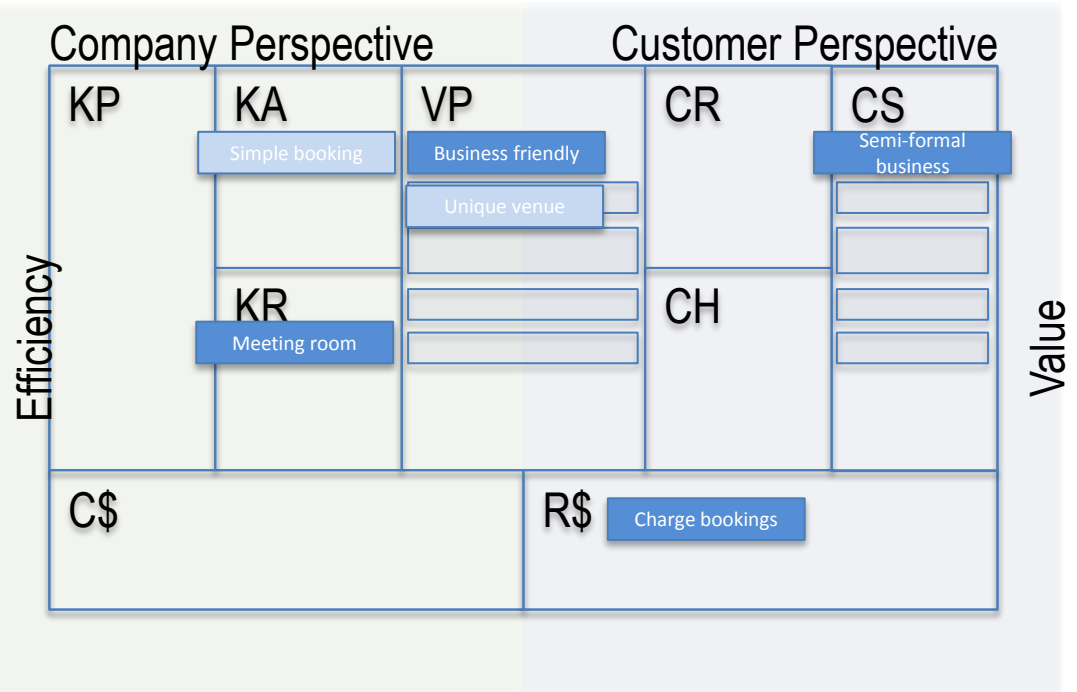 Company Perspective
Customer Perspective
KP
KA
VP
CR
CS
Simple booking
Business friendly
Semi-formal
business
Unique venue
Efficiency
KR
CH
Value
Meeting room
C$
R$
Charge bookings